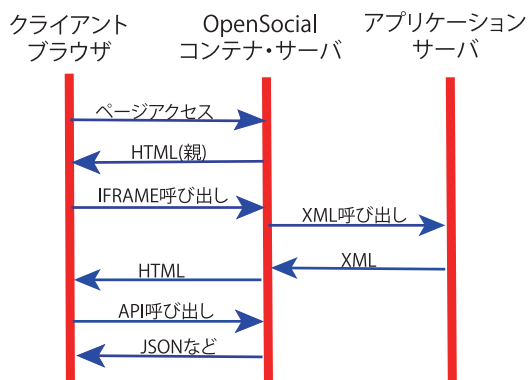 クライアント
ブラウザ
OpenSocial
コンテナ・サーバ
アプリケーション
サーバ
ページアクセス
HTML(親)
IFRAME呼び出し
XML呼び出し
XML
HTML
API呼び出し
JSONなど